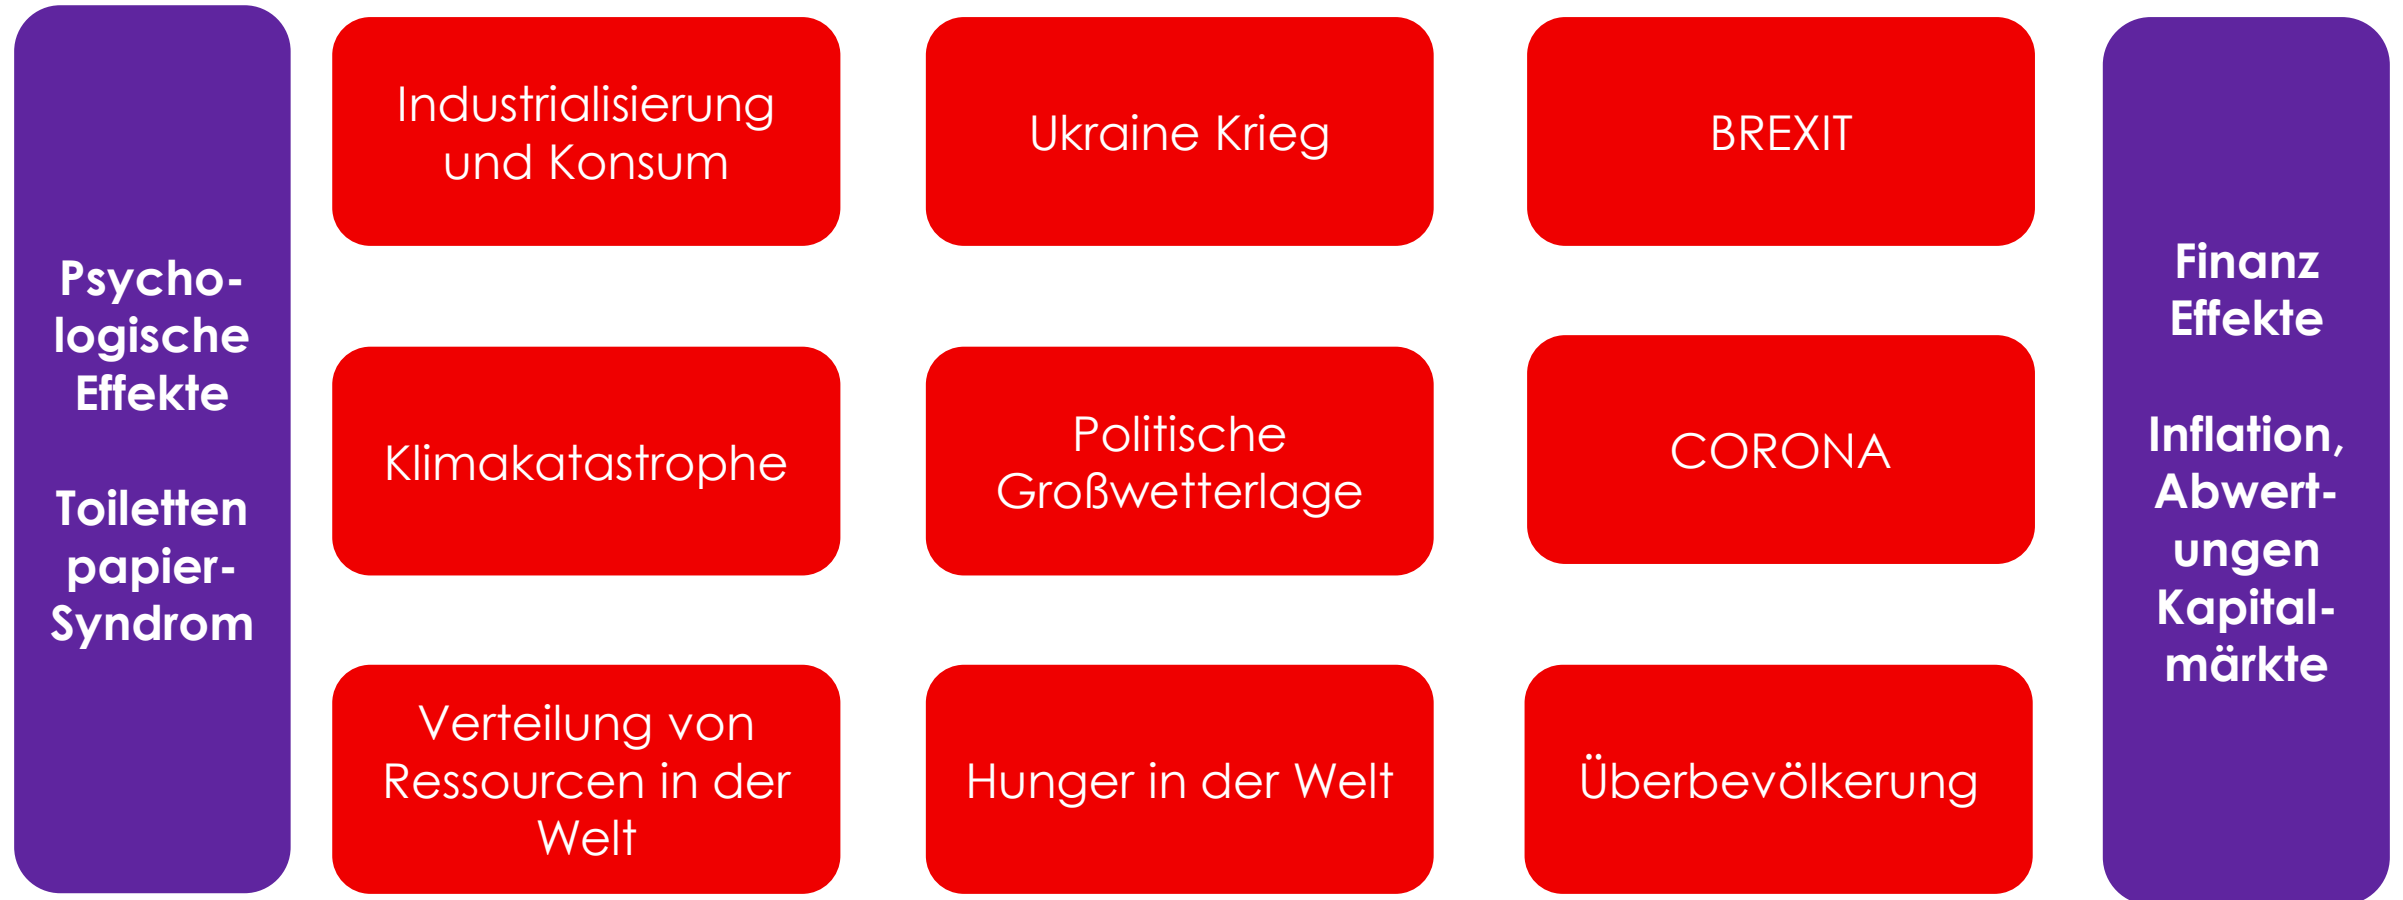 Psycho-
logische
Effekte
Toiletten
papier-
Syndrom
Industrialisierung
und Konsum
Ukraine Krieg
BREXIT
Klimakatastrophe
Politische
Großwetterlage
CORONA
Verteilung von
Ressourcen in der
Welt
Hunger in der Welt
Überbevölkerung
Finanz
Effekte
Inflation,
Abwert-
ungen
Kapital-
märkte